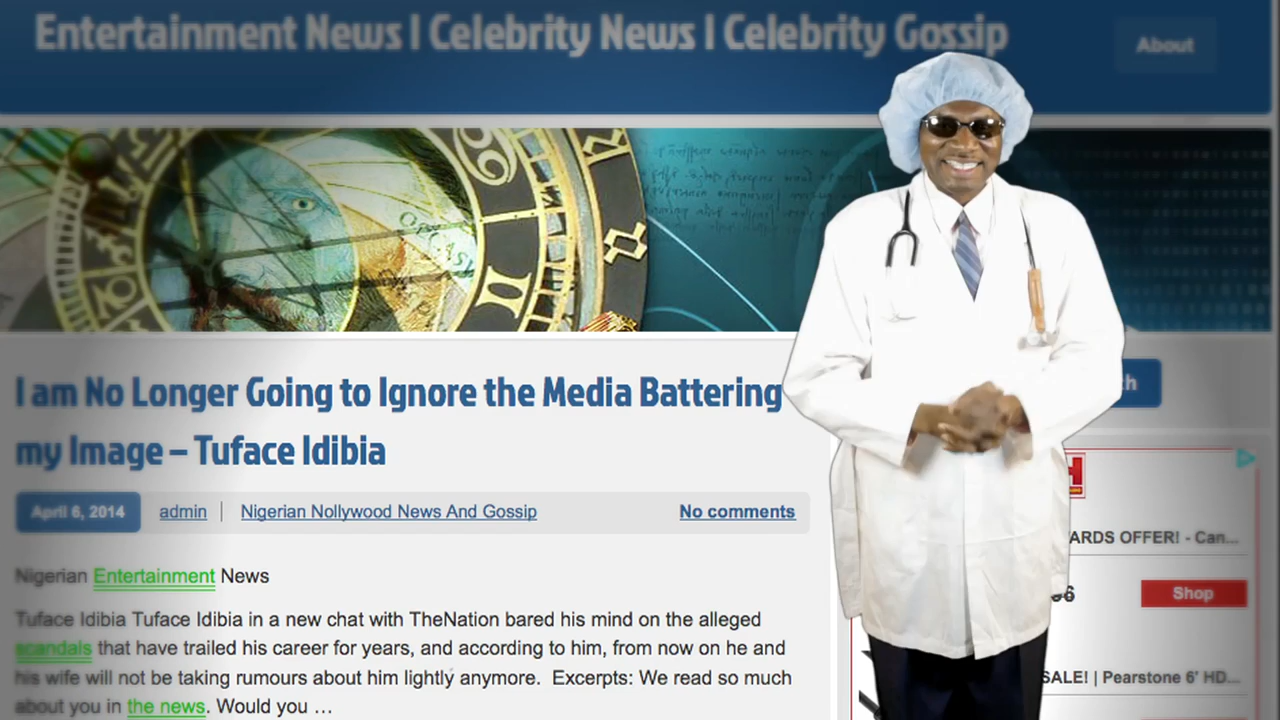 Entertainment News | Celebrity News | Celebrity Gossip
About
I am No Longer Going to Ignore the Media Battering
my Image – Tuface Idibia
April 6, 2014
admin
Nigerian Nollywood News And Gossip
No comments
Nigerian Entertainment News
Tuface Idibia Tuface Idibia in a new chat with TheNation bared his mind on the alleged
scandals that have trailed his career for years, and according to him, from now on he and
his wife will not be taking rumours about him lightly anymore.  Excerpts: We read so much
about you in the news. Would you …
ARDS OFFER! - Can...
Shop
SALE! | Pearstone 6' HD...